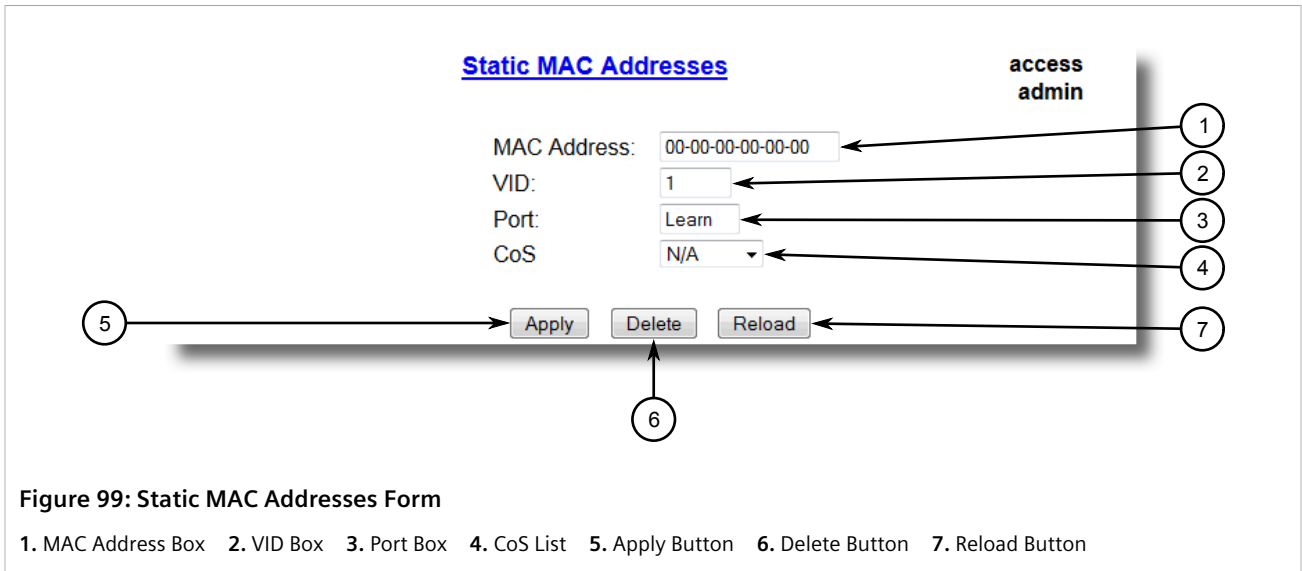 Static MAC Addresses
access
admin
MAC Address: 00-00-00-00-00-00
1
VID: 1
2
Port: Learn
3
CoS N/A
4
5
Apply Delete Reload
7
6
Figure 99: Static MAC Addresses Form
1. MAC Address Box 2. VID Box 3. Port Box 4. CoS List 5. Apply Button 6. Delete Button 7. Reload Button